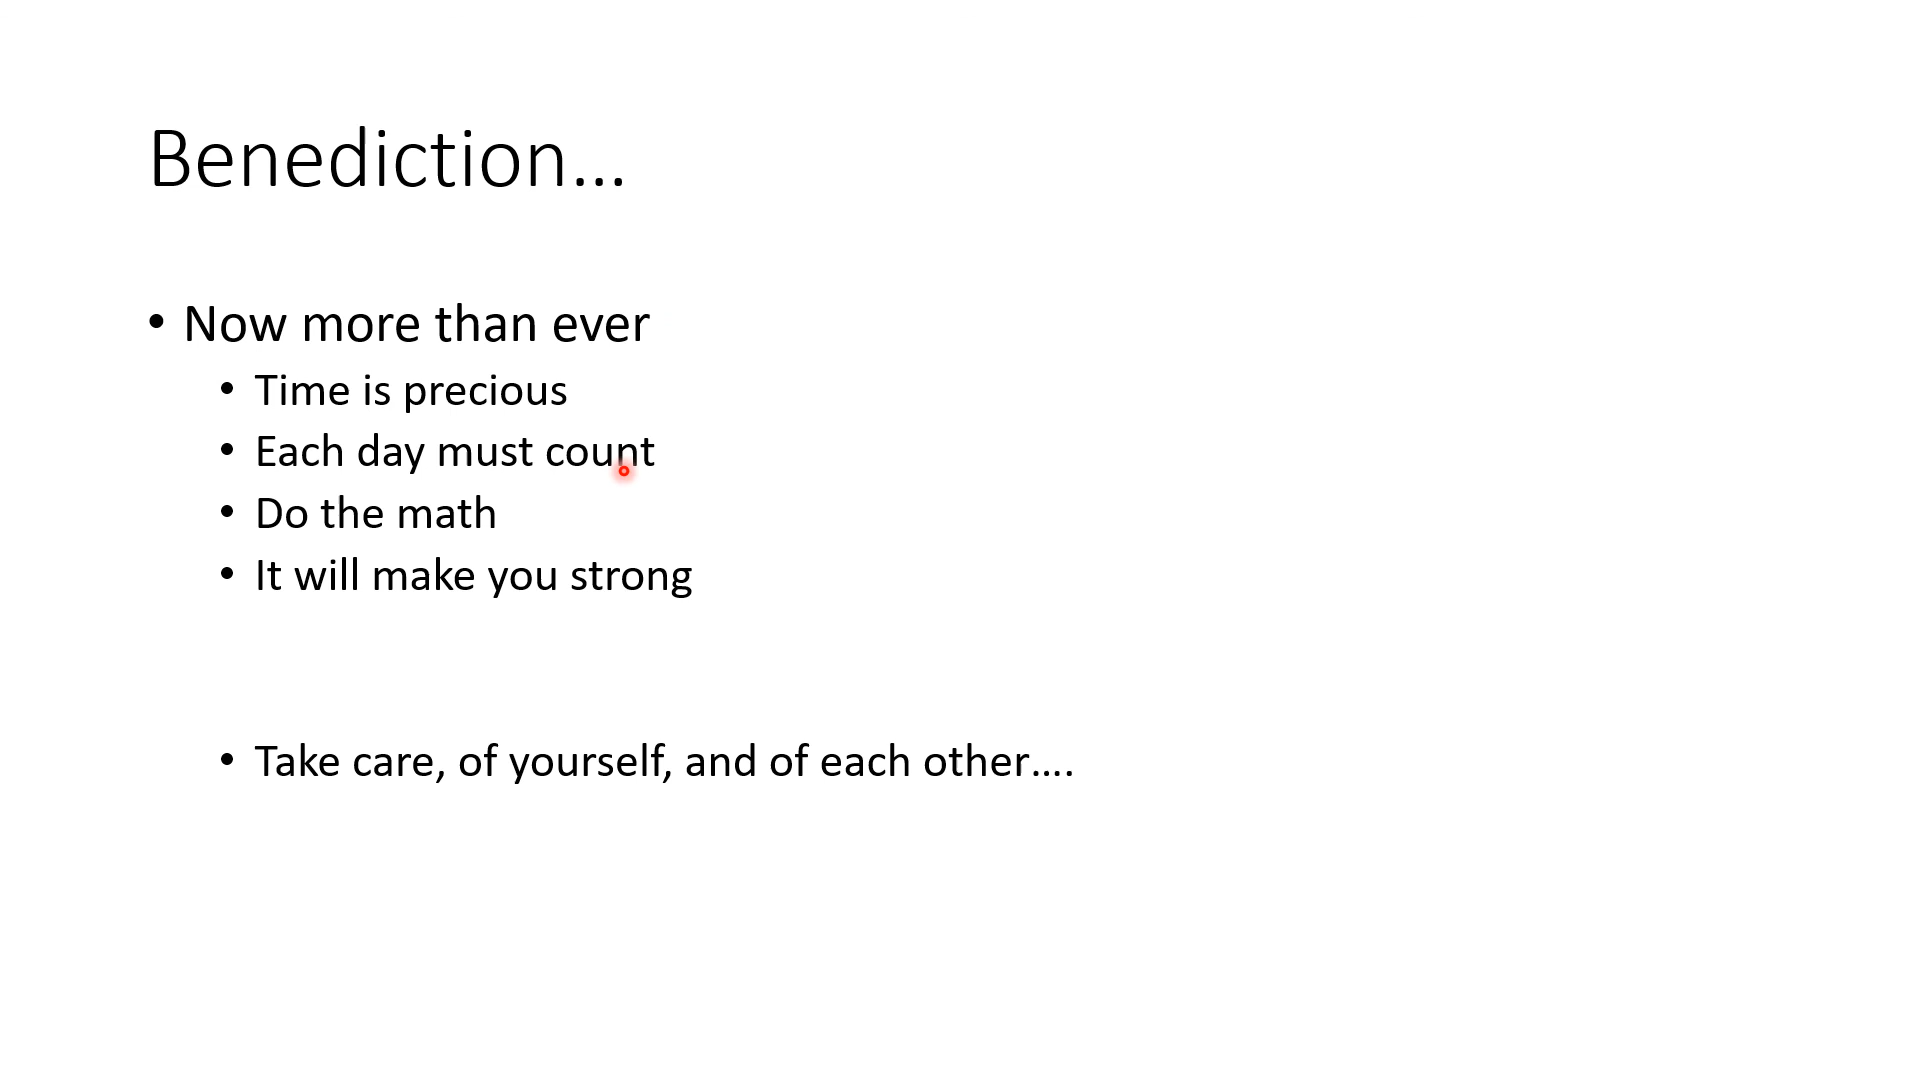 Benediction…
• Now more than ever
• Time is precious
• Each day must count
• Do the math
• It will make you strong
• Take care, of yourself, and of each other….